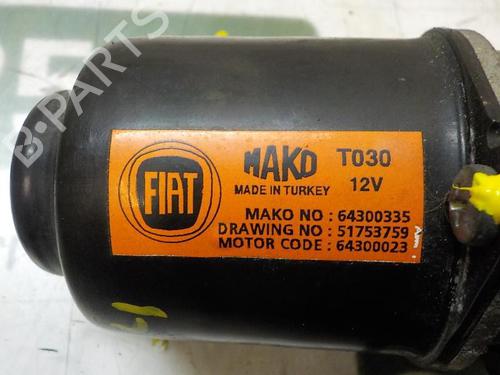 B-PARTS
FIAT
MAKO T030
MADE IN TURKEY 12V
MAKO NO : 64300335
DRAWING NO : 51753759
MOTOR CODE : 64300023